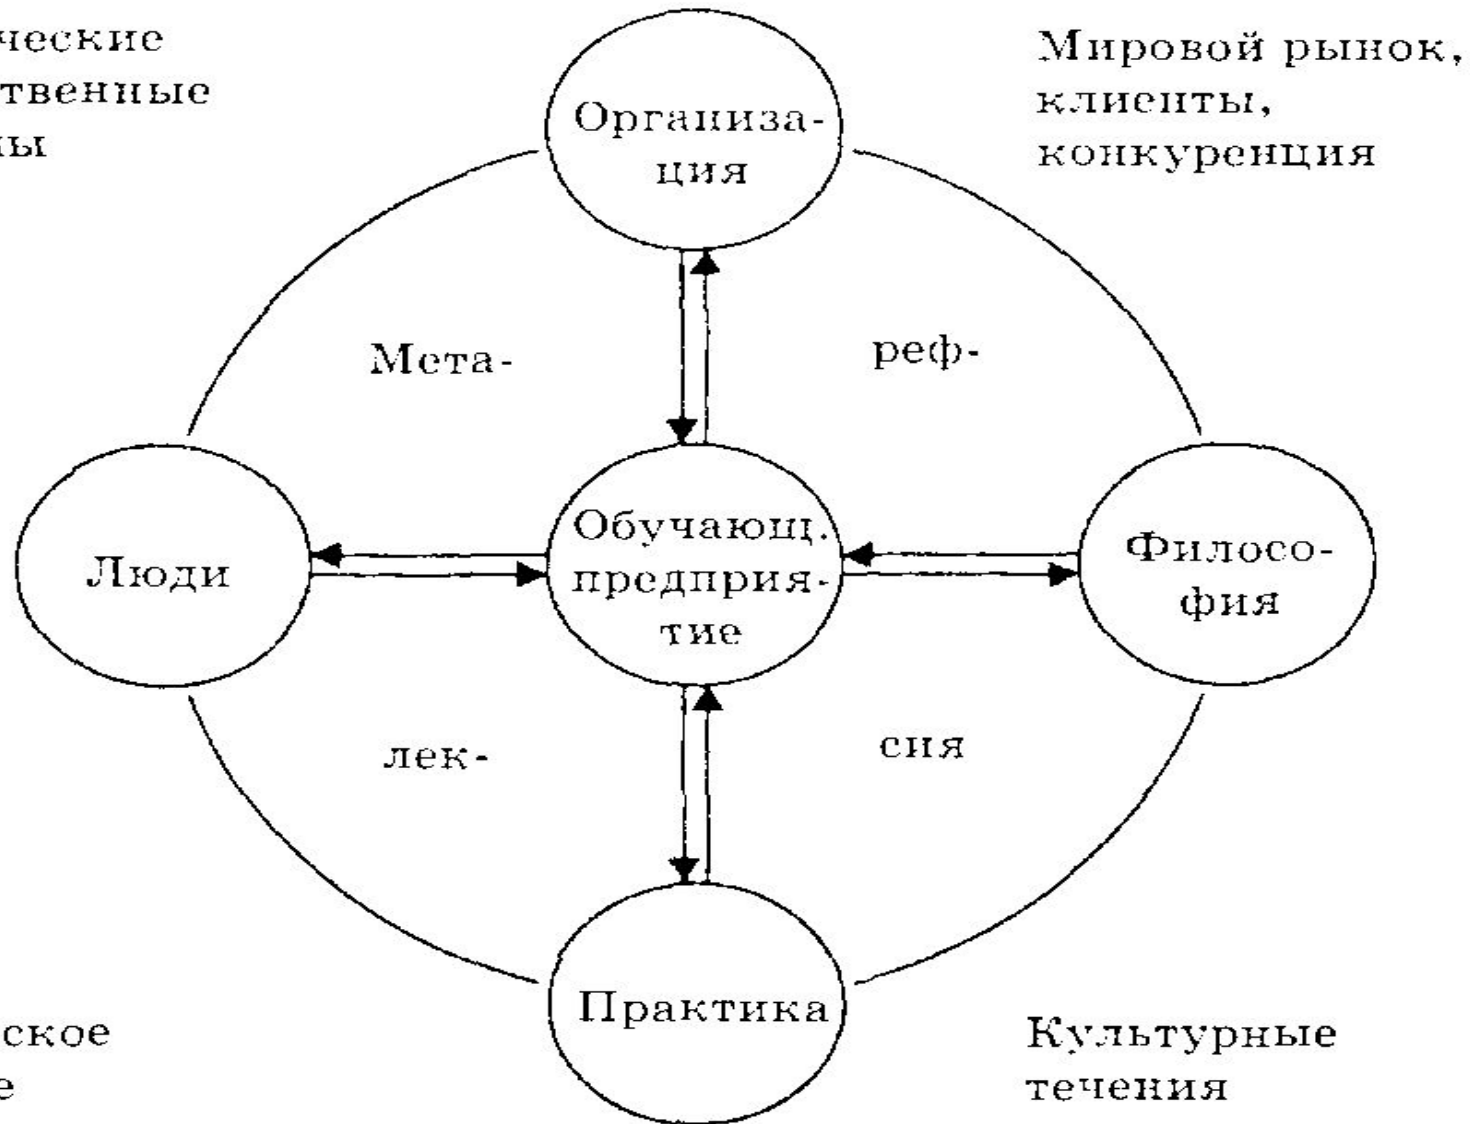 ческие
твенные
ны
Мировой рынок,
клиенты,
конкуренция
Организа-
ция
Мета-
реф-
Люди
Обучающ.
предприя-
тие
Филосо-
фия
лек-
сия
Практика
ское
е
Культурные
течения